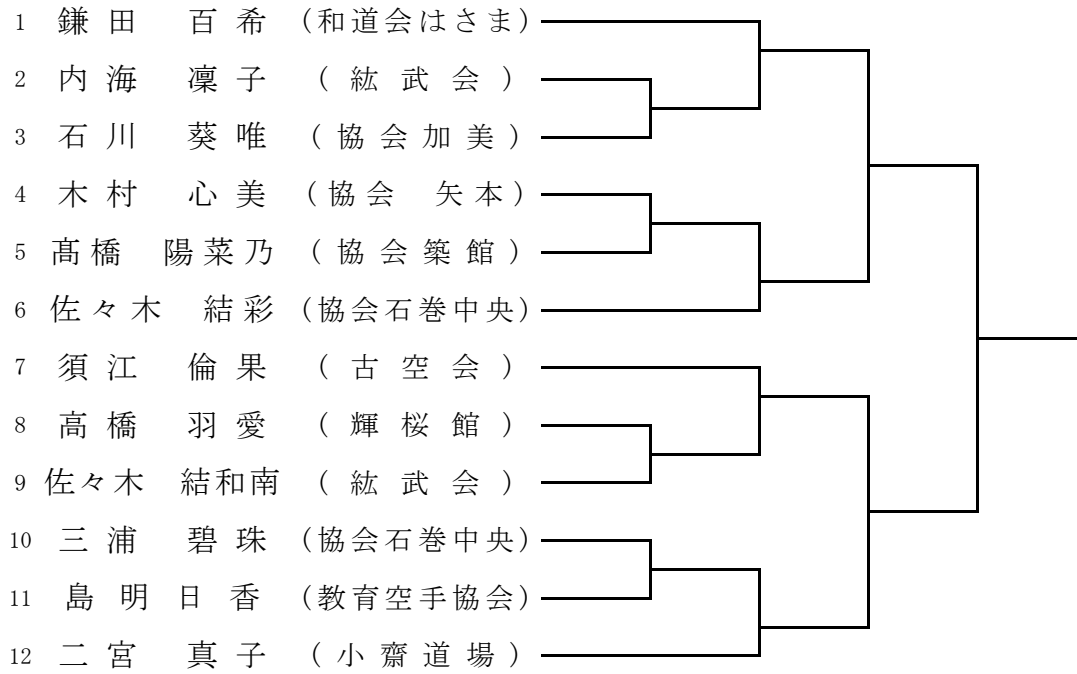 1 鎌田 百希 (和道会はさま)
2 内海 凜子 (紘武会)
3 石川 葵唯 (協会加美)
4 木村 心美 (協会 矢本)
5 髙橋 陽菜乃 (協会築館)
6 佐々木 結彩 (協会石巻中央)
7 須江 倫果 (古空会)
8 高橋 羽愛 (輝桜館)
9 佐々木 結和南 (紘武会)
10 三浦 碧珠 (協会石巻中央)
11 島 明日香 (教育空手協会)
12 二宮 真子 (小齋道場)